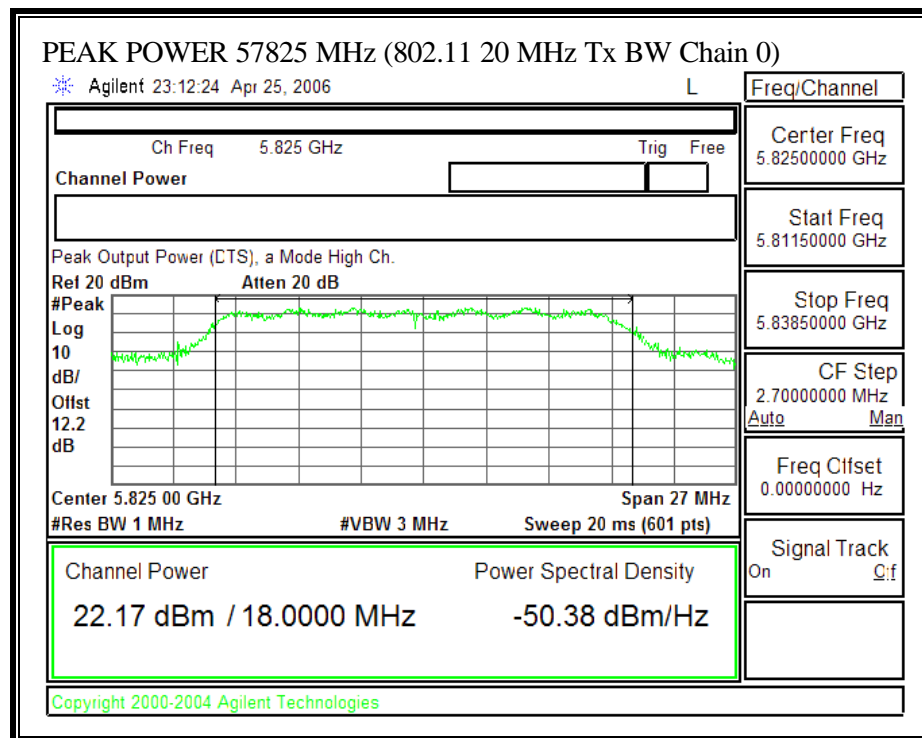 PEAK POWER 57825 MHz (802.11 20 MHz Tx BW Chain 0)
Agilent 23:12:24 Apr 25, 2006 L
Freq/Channel
Ch Freq 5.825 GHz Trig Free
Channel Power
Peak Output Power (DTS), a Mode High Ch.
Ref 20 dBm Atten 20 dB
#Peak
Log
10
dB/
Offst
12.2
dB
Center 5.825 00 GHz Span 27 MHz
#Res BW 1 MHz #VBW 3 MHz Sweep 20 ms (601 pts)
Channel Power Power Spectral Density
22.17 dBm / 18.0000 MHz -50.38 dBm/Hz
Copyright 2000-2004 Agilent Technologies
Center Freq
5.82500000 GHz
Start Freq
5.81150000 GHz
Stop Freq
5.83850000 GHz
CF Step
2.70000000 MHz
Auto Man
Freq Offset
0.00000000 Hz
Signal Track
On Off